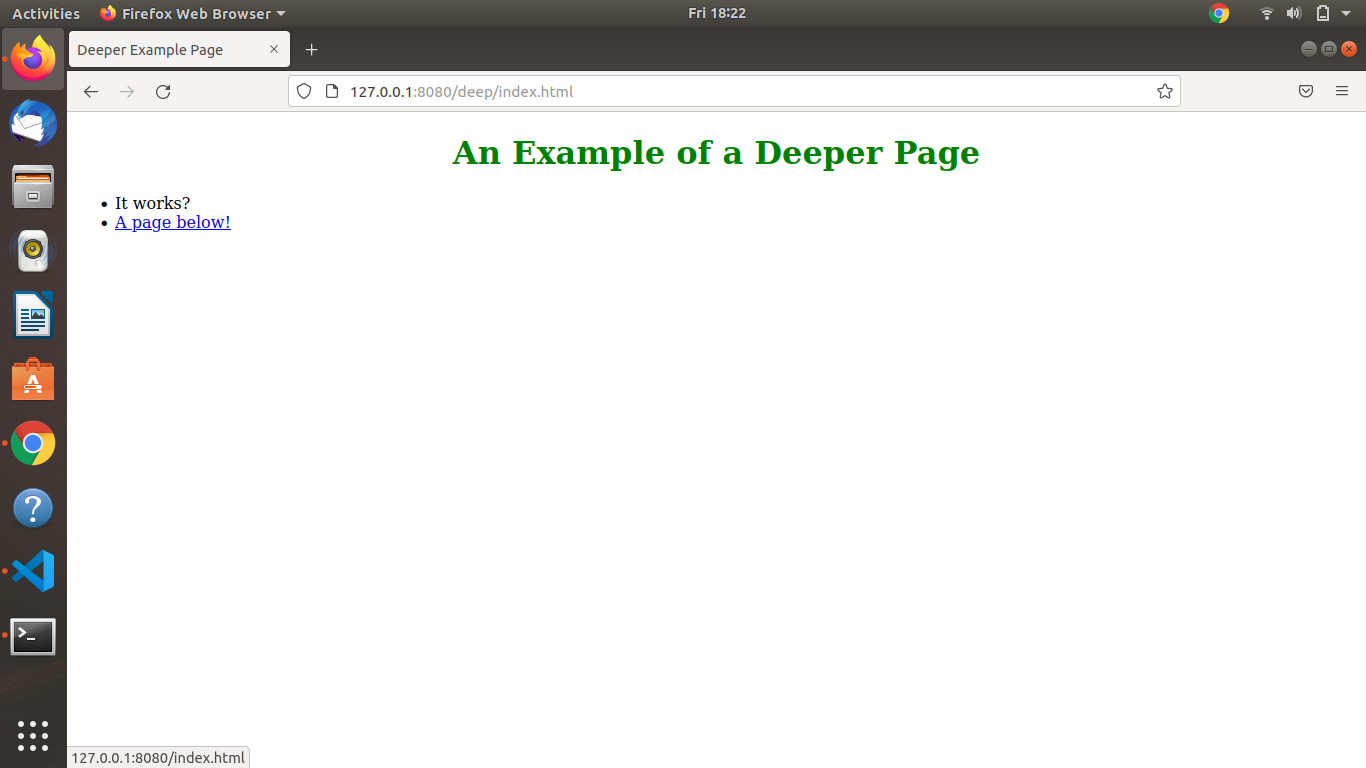 Activities Firefox Web Browser Fri 18:22
Deeper Example Page
127.0.0.1:8080/deep/index.html
An Example of a Deeper Page
• It works?
• A page below!
127.0.0.1:8080/index.html